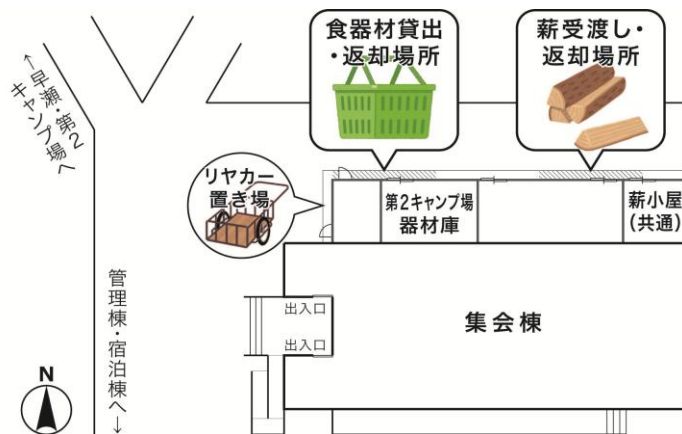 食器材貸出
・返却場所
薪受渡し・
返却場所
←早瀬・第2
キャンプ場へ
リヤカー
置き場
第2キャンプ場
器材庫
薪小屋
(共通)
管理棟・宿泊棟へ→
出入口
出入口
集会棟
N